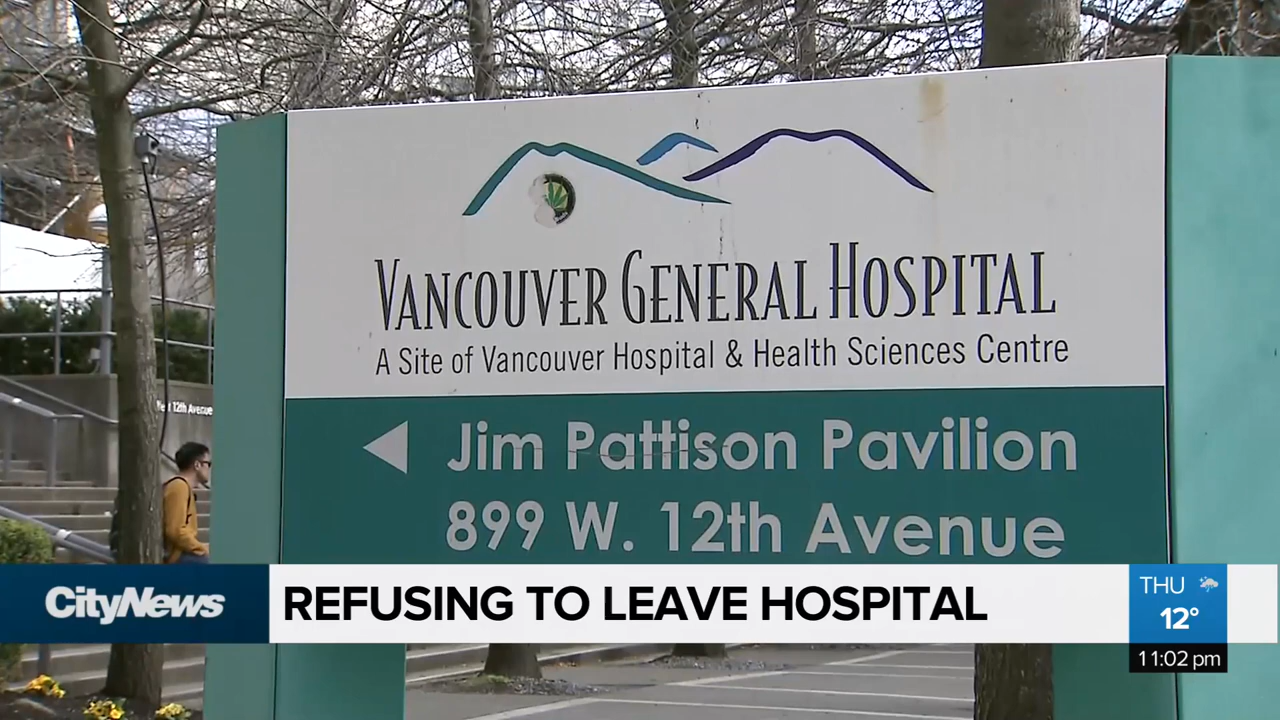 VANCOUVER GENERAL HOSPITAL
A Site of Vancouver Hospital & Health Sciences Centre
Jim Pattison Pavilion
899 W. 12th Avenue
12th Avenue
CityNews
REFUSING TO LEAVE HOSPITAL
THU
12°
11:02 pm